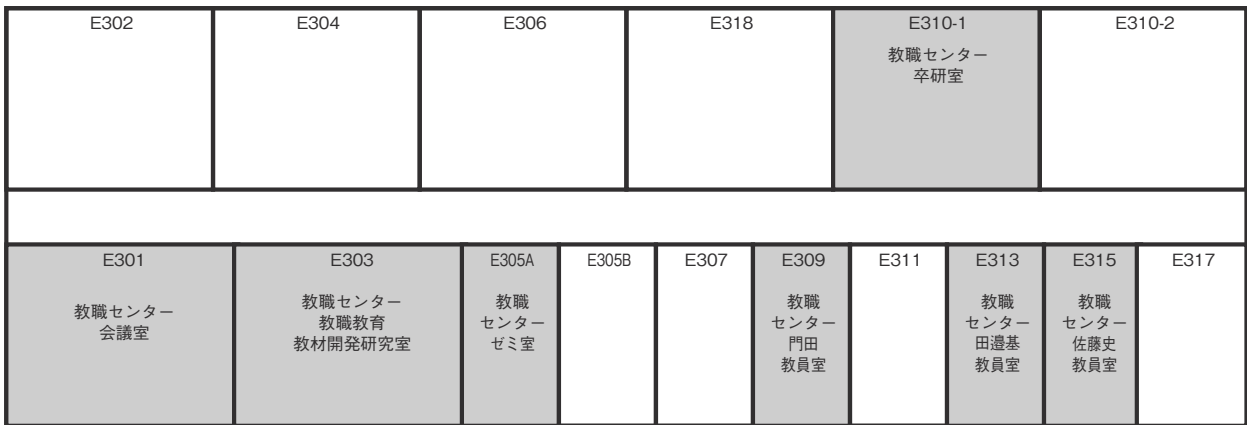 E302
E304
E306
E318
E310-1
教職センター
卒研室
E310-2
E301
教職センター
会議室
E303
教職センター
教職教育
教材開発研究室
E305A
教職
センター
ゼミ室
E305B
E307
E309
教職
センター
門田
教員室
E311
E313
教職
センター
田邉基
教員室
E315
教職
センター
佐藤史
教員室
E317